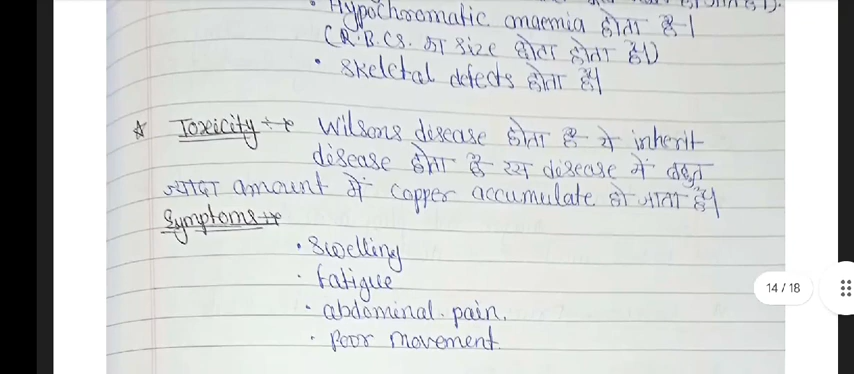 • Hypochromatic anaemia होता है।
(R.B.CS. का size छोटा होता है।)
• Skeletal defects होता है।
☆ Toxicity → Wilsons disease होता है ये inherit
disease होता है इस disease में बहुत
ज्यादा amount में copper accumulate हो जाता है।
Symptoms →
• Swelling
• fatigue
• abdominal pain.
• Poor movement
14 / 18